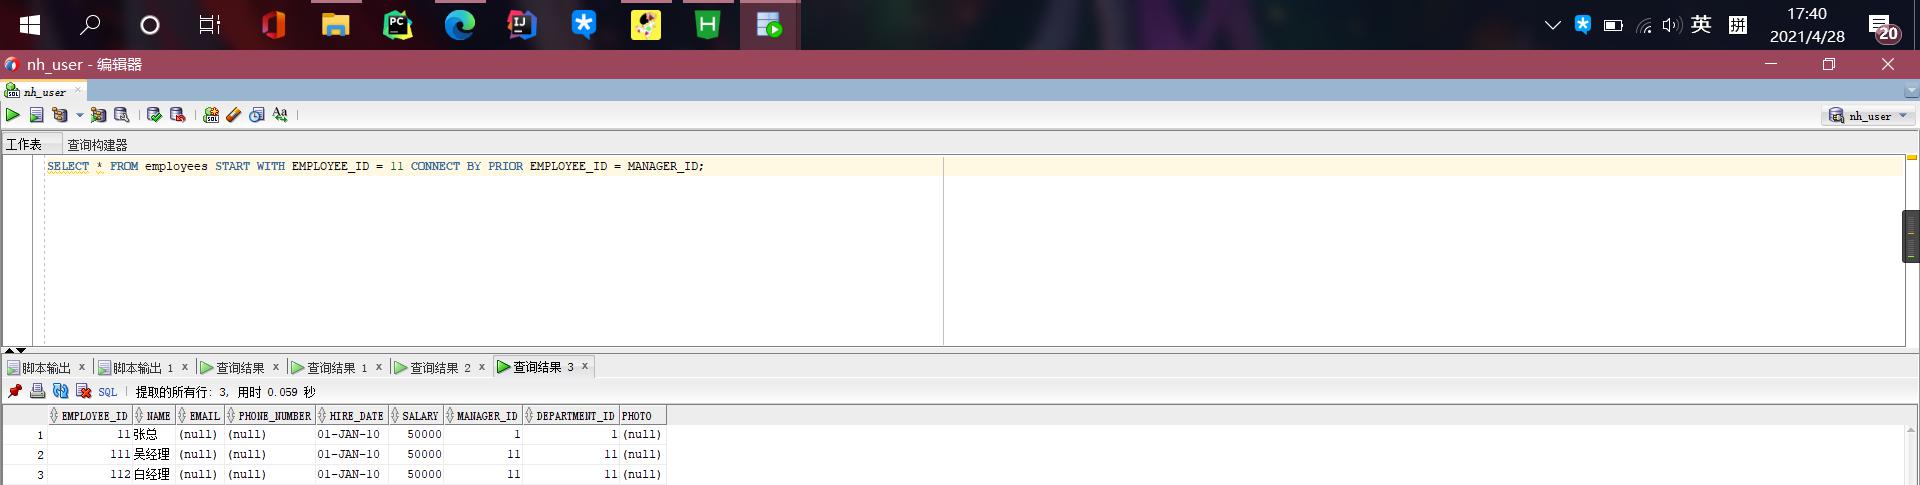 英 拼 17:40
2021/4/28
20
nh_user - 编辑器
nh_user
nh_user
工作表 查询构建器
SELECT * FROM employees START WITH EMPLOYEE_ID = 11 CONNECT BY PRIOR EMPLOYEE_ID = MANAGER_ID;
脚本输出 × 脚本输出 1 × 查询结果 × 查询结果 1 × 查询结果 2 × 查询结果 3 ×
SQL | 提取的所有行: 3, 用时 0.059 秒
EMPLOYEE_ID NAME EMAIL PHONE_NUMBER HIRE_DATE SALARY MANAGER_ID DEPARTMENT_ID PHOTO
1 11 张总 (null) (null) 01-JAN-10 50000 1 1 (null)
2 111 吴经理 (null) (null) 01-JAN-10 50000 11 11 (null)
3 112 白经理 (null) (null) 01-JAN-10 50000 11 11 (null)